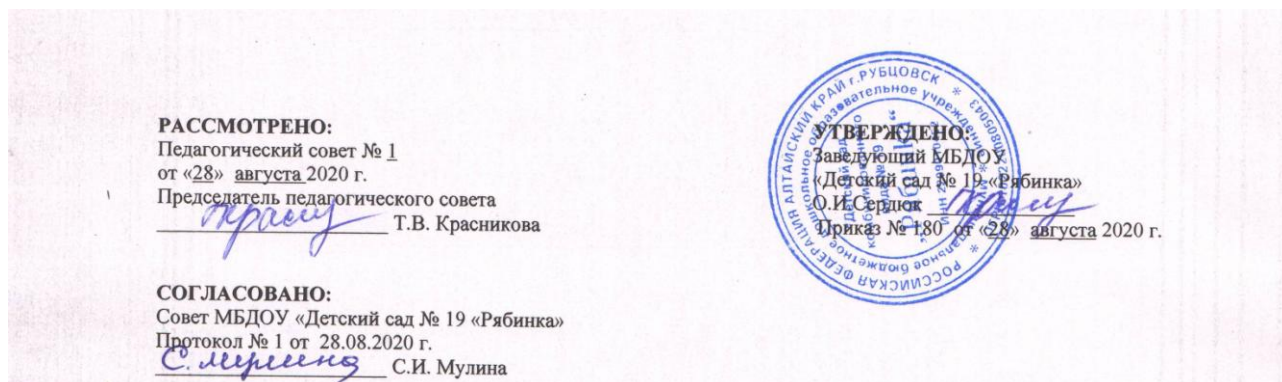 РАССМОТРЕНО:
Педагогический совет № 1
от «28» августа 2020 г.
Председатель педагогического совета
Т.В. Красникова
СОГЛАСОВАНО:
Совет МБДОУ «Детский сад № 19 «Рябинка»
Протокол № 1 от 28.08.2020 г.
С.И. Мулина
УТВЕРЖДЕНО:
Заведующий МБДОУ
«Детский сад № 19 «Рябинка»
О.И.Сердюк
Приказ № 180 от «28» августа 2020 г.
РОССИЙСКАЯ ФЕДЕРАЦИЯ АЛТАЙСКИЙ КРАЙ г.РУБЦОВСК